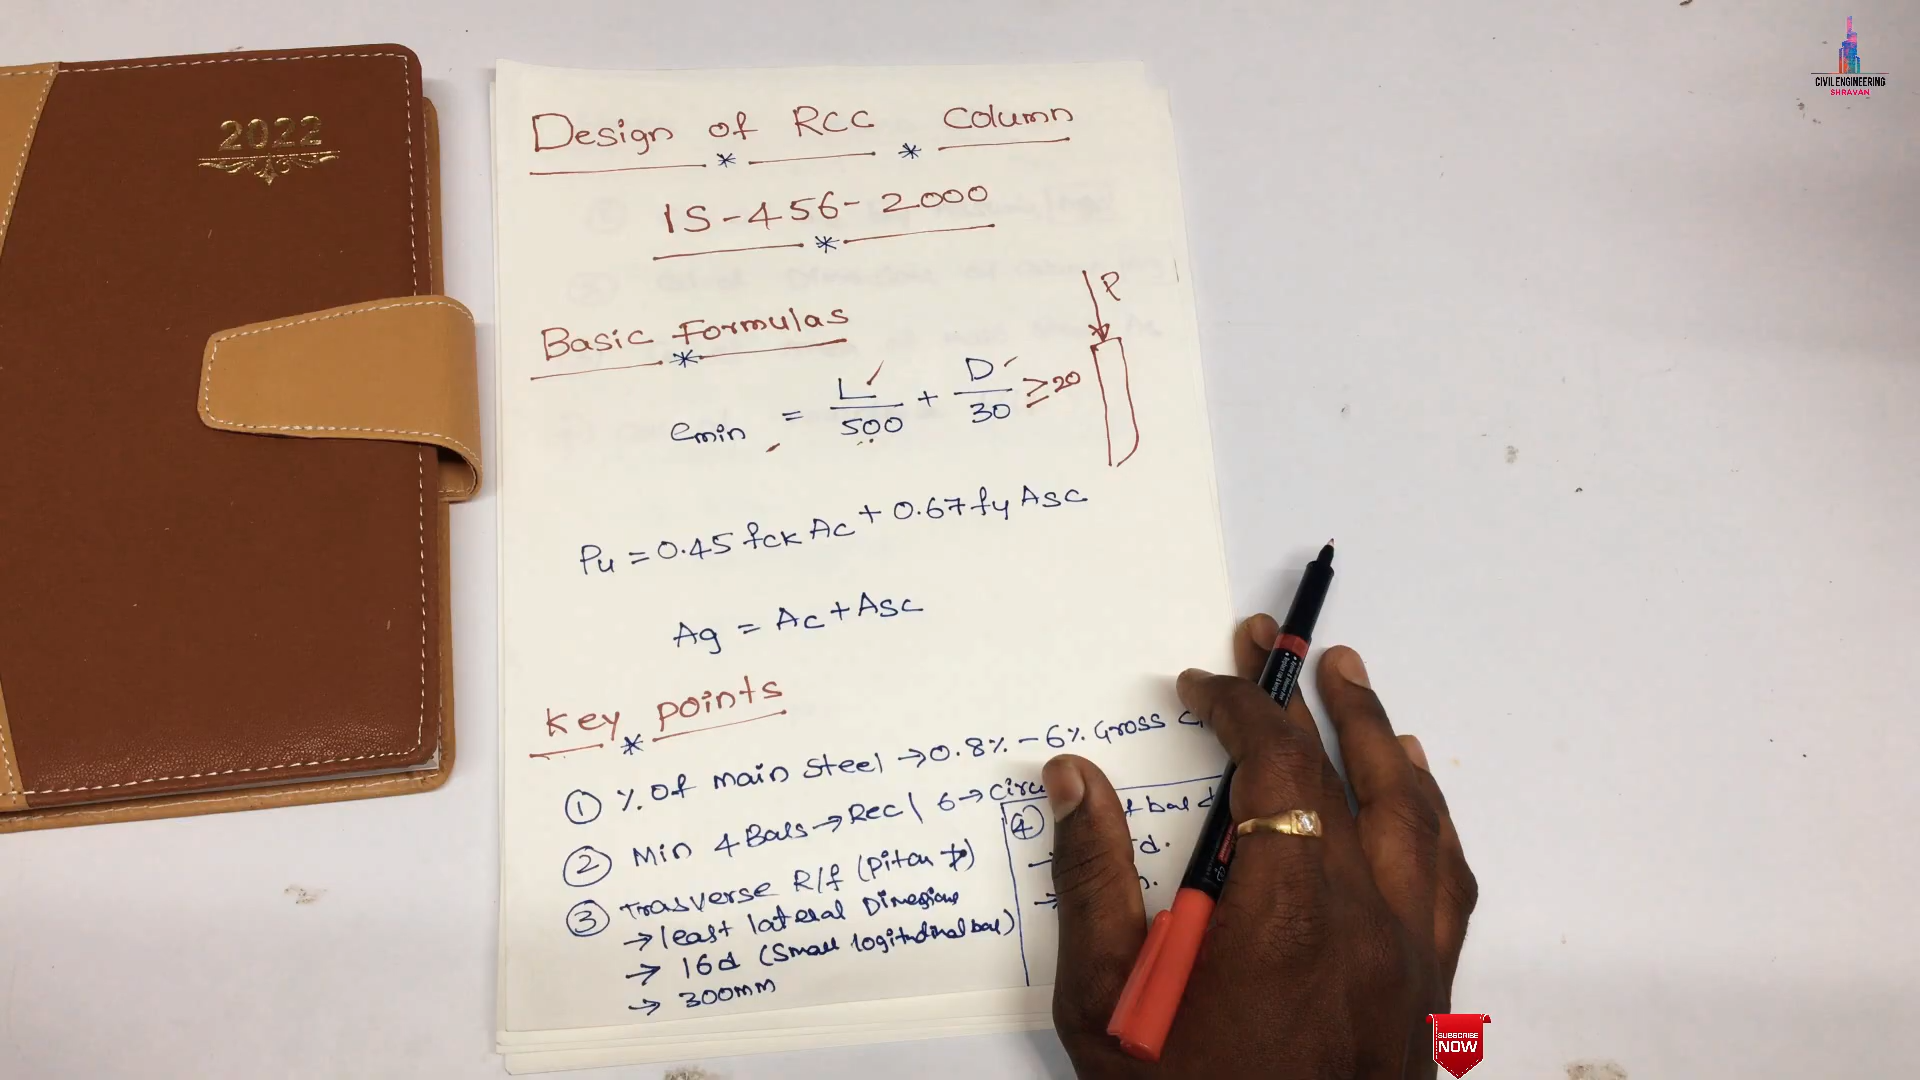 2022
CIVIL ENGINEERING
SHRAVAN
Design of RCC Column
IS-456-2000
P
Basic Formulas
emin = L/500 + D/30 ≥20
Pu = 0.45 fck Ac + 0.67 fy Asc
Ag = Ac + Asc
Key points
① % of main Steel → 0.8% - 6% Gross
② Min 4 Bars → Rec \ 6 →
③ Trasverse R/f (Pitch
→ least lateral Dimesions
→ 16d (Small logitudinal bar)
→ 300mm
④ bar
→ d.
→
SUBSCRIBE
NOW